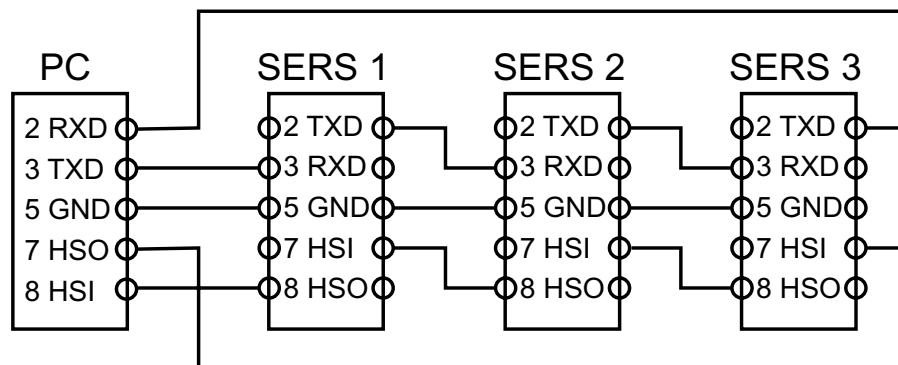 PC
2 RXD
3 TXD
5 GND
7 HSO
8 HSI
SERS 1
2 TXD
3 RXD
5 GND
7 HSI
8 HSO
SERS 2
2 TXD
3 RXD
5 GND
7 HSI
8 HSO
SERS 3
2 TXD
3 RXD
5 GND
7 HSI
8 HSO